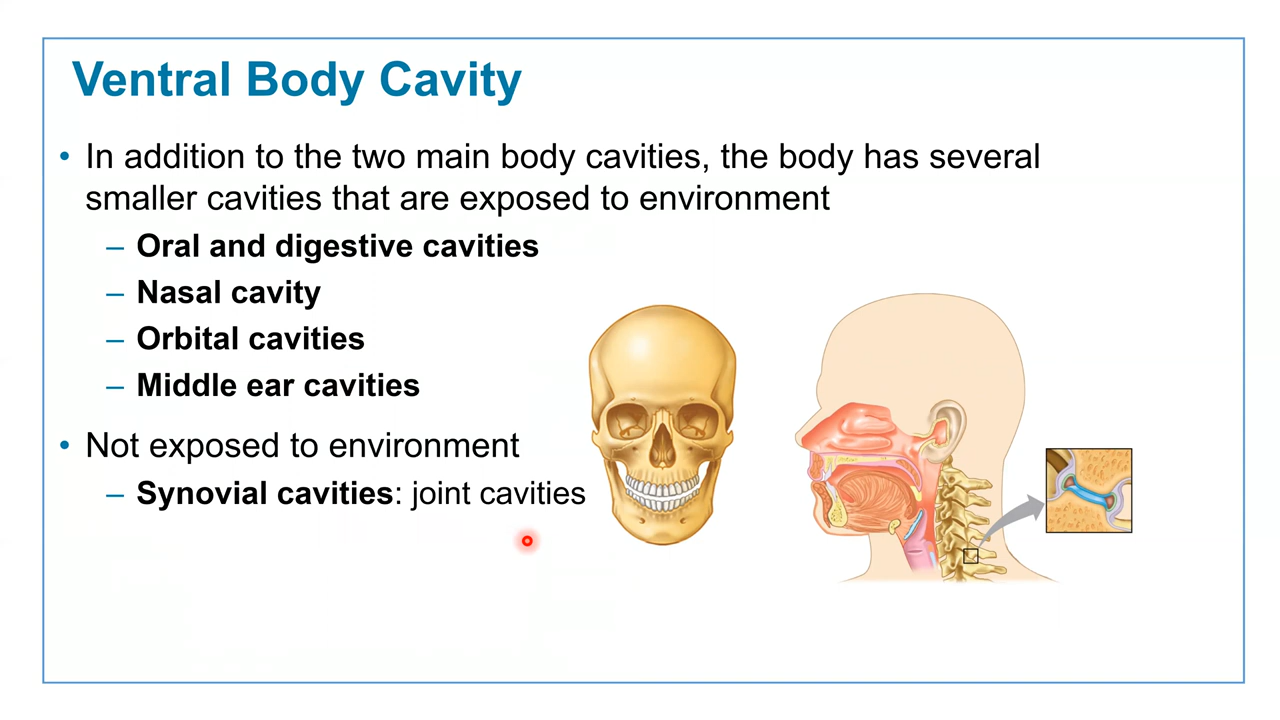 Ventral Body Cavity
• In addition to the two main body cavities, the body has several
smaller cavities that are exposed to environment
– Oral and digestive cavities
– Nasal cavity
– Orbital cavities
– Middle ear cavities
• Not exposed to environment
– Synovial cavities: joint cavities